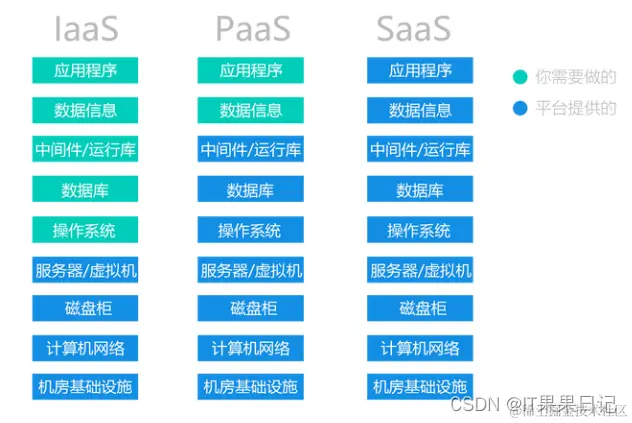 IaaS PaaS SaaS
应用程序 应用程序 应用程序 你需要做的
数据信息 数据信息 数据信息 平台提供的
中间件/运行库 中间件/运行库 中间件/运行库
数据库 数据库 数据库
操作系统 操作系统 操作系统
服务器/虚拟机 服务器/虚拟机 服务器/虚拟机
磁盘柜 磁盘柜 磁盘柜
计算机网络 计算机网络 计算机网络
机房基础设施 机房基础设施 机房基础设施
CSDN @IT果果日记
@稀土掘金技术社区